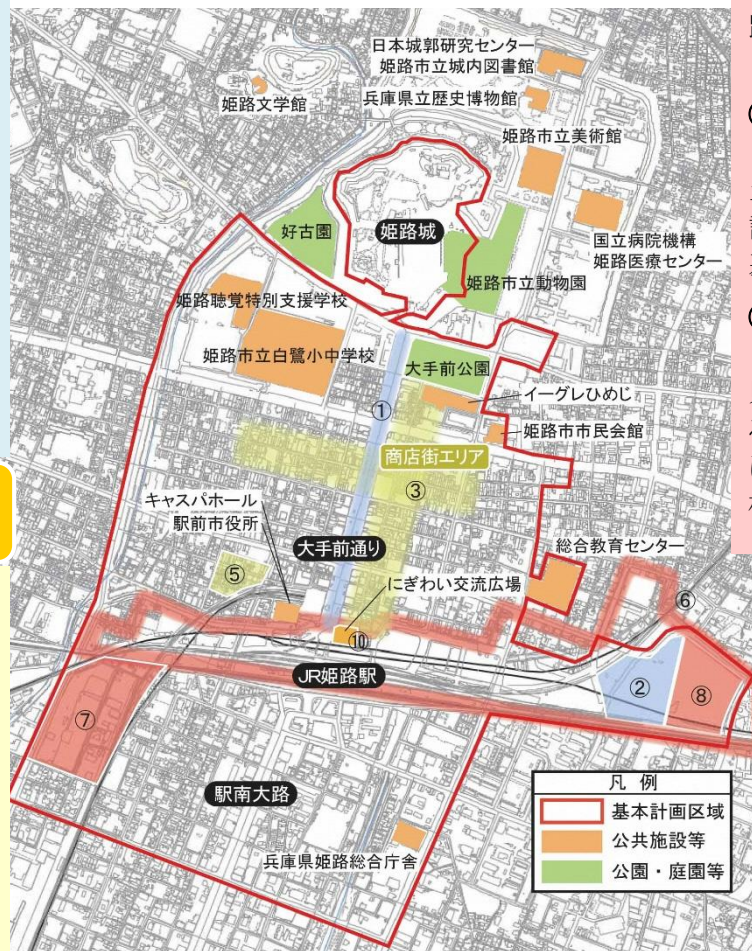 日本城郭研究センター
姫路市立城内図書館
姫路文学館
兵庫県立歴史博物館
姫路市立美術館
好古園
姫路城
国立病院機構
姫路医療センター
姫路市立動物園
姫路聴覚特別支援学校
姫路市立白鷺小中学校
大手前公園
イーグレひめじ
①
姫路市市民会館
商店街エリア
③
キャスパホール
駅前市役所
大手前通り
総合教育センター
⑤
にぎわい交流広場
⑥
⑩
JR姫路駅
②
⑧
⑦
駅南大路
兵庫県姫路総合庁舎
凡例
基本計画区域
公共施設等
公園・庭園等